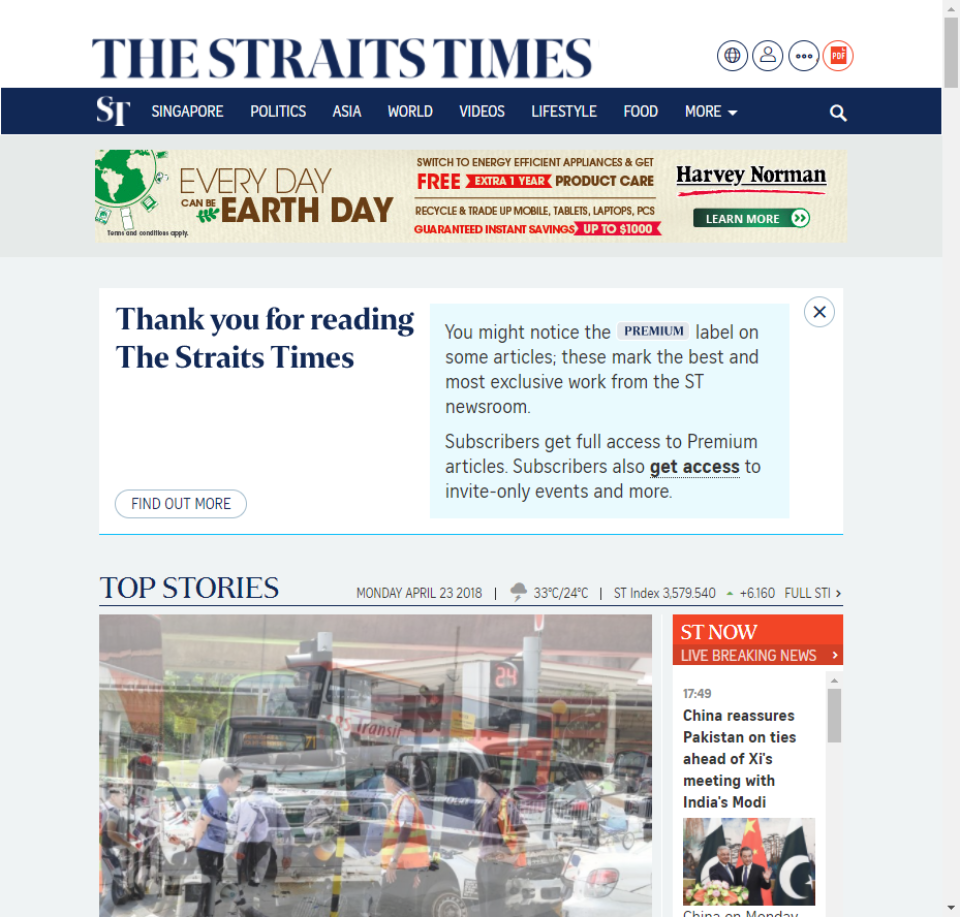 THE STRAITS TIMES
PDF
ST SINGAPORE POLITICS ASIA WORLD VIDEOS LIFESTYLE FOOD MORE
EVERY DAY
CAN BE EARTH DAY
Terms and conditions apply.
SWITCH TO ENERGY EFFICIENT APPLIANCES & GET
FREE EXTRA 1 YEAR PRODUCT CARE
RECYCLE & TRADE UP MOBILE, TABLETS, LAPTOPS, PCS
GUARANTEED INSTANT SAVINGS UP TO $1000
Harvey Norman
LEARN MORE
Thank you for reading
The Straits Times
FIND OUT MORE
You might notice the PREMIUM label on
some articles; these mark the best and
most exclusive work from the ST
newsroom.
Subscribers get full access to Premium
articles. Subscribers also get access to
invite-only events and more.
TOP STORIES
MONDAY APRIL 23 2018 | 33°C/24°C | ST Index 3,579.540 +6.160 FULL STI
24
Transit
ST NOW
LIVE BREAKING NEWS
17:49
China reassures
Pakistan on ties
ahead of Xi's
meeting with
India's Modi
China on Monday